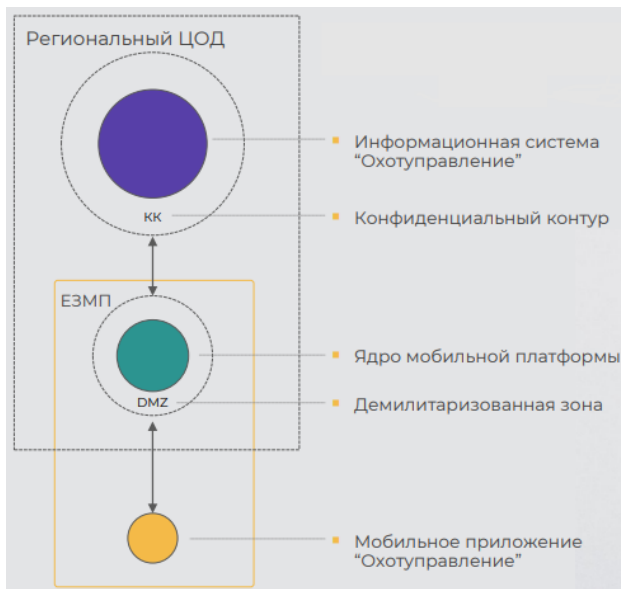 Региональный ЦОД
Информационная система
“Охотуправление”
КК
Конфиденциальный контур
ЕЗМП
Ядро мобильной платформы
DMZ
Демилитаризованная зона
Мобильное приложение
“Охотуправление”